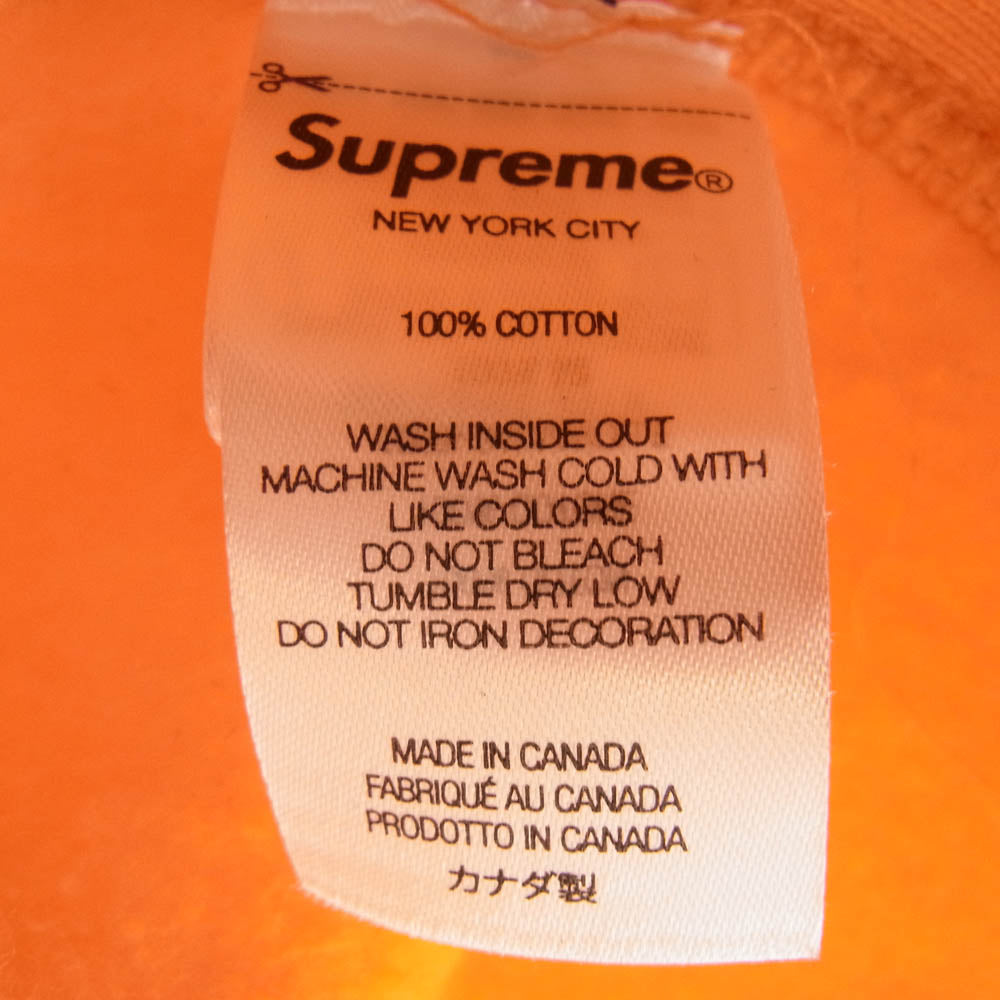 Supreme®
NEW YORK CITY
100% COTTON
WASH INSIDE OUT
MACHINE WASH COLD WITH
LIKE COLORS
DO NOT BLEACH
TUMBLE DRY LOW
DO NOT IRON DECORATION
MADE IN CANADA
FABRIQUÉ AU CANADA
PRODOTTO IN CANADA
カナダ製